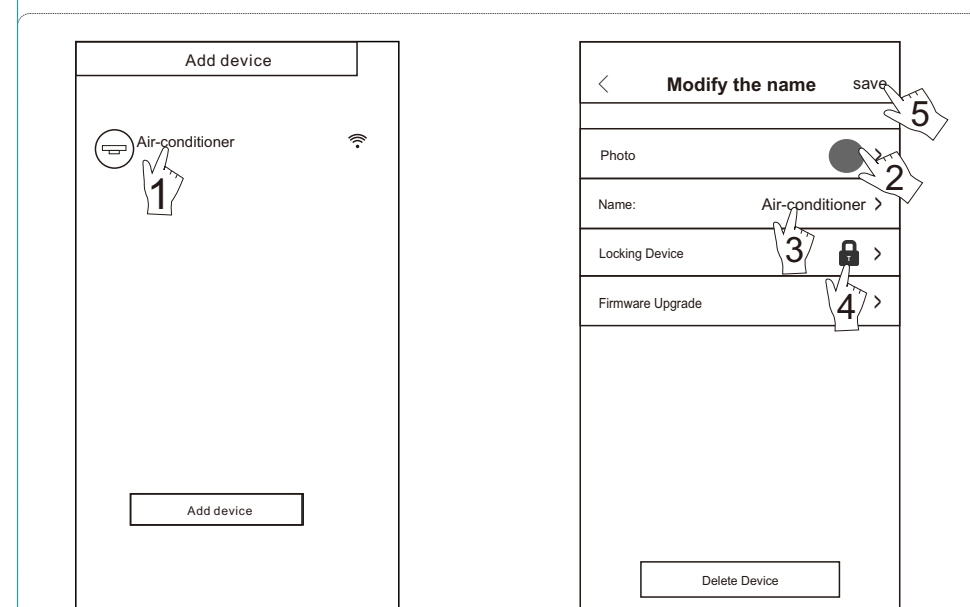 Add device
Air-conditioner
1
Add device
Modify the name save
5
Photo
2
Name: Air-conditioner
3
Locking Device
T
4
Firmware Upgrade
Delete Device